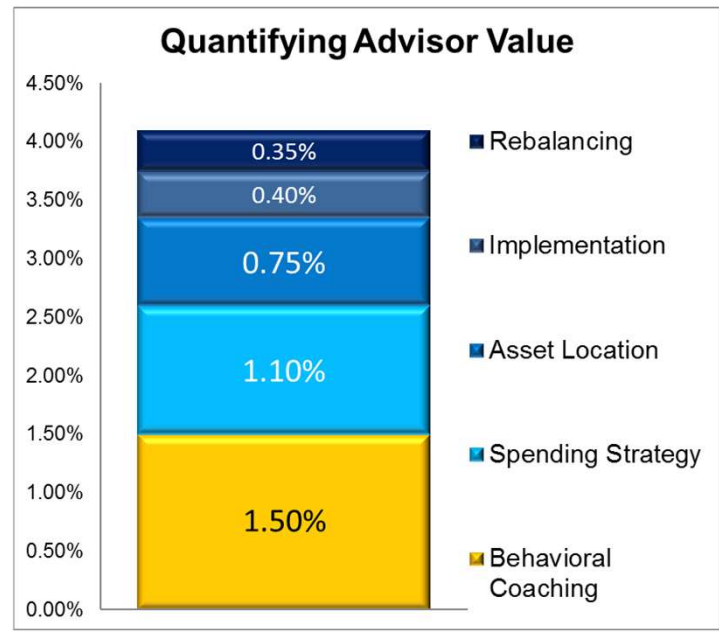 Quantifying Advisor Value
4.50%
4.00%
3.50%
3.00%
2.50%
2.00%
1.50%
1.00%
0.50%
0.00%
0.35%
0.40%
0.75%
1.10%
1.50%
Rebalancing
Implementation
Asset Location
Spending Strategy
Behavioral
Coaching